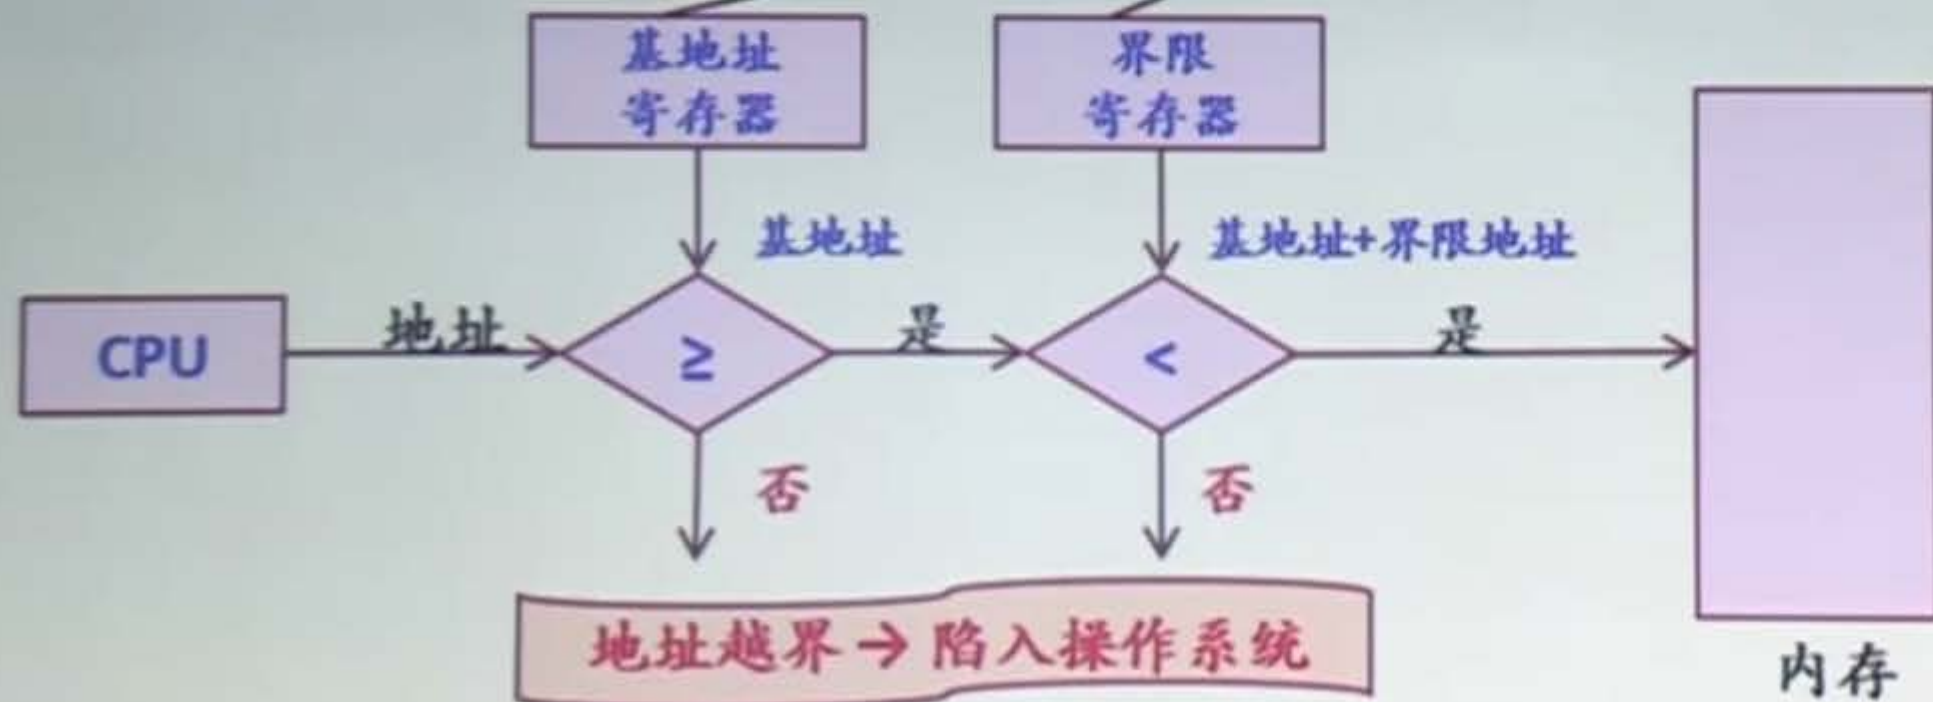 基地址
寄存器
界限
寄存器
基地址
基地址+界限地址
CPU
地址
≥
是
<
是
否
否
地址越界→陷入操作系统
内存